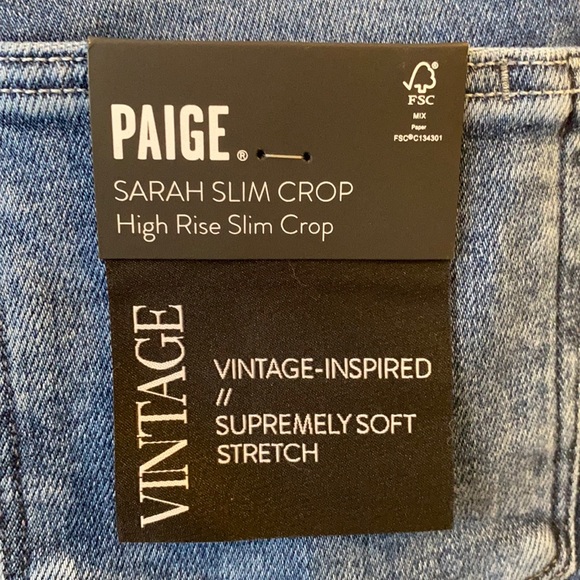 PAIGE®
SARAH SLIM CROP
High Rise Slim Crop
FSC
MIX
Paper
FSC®C134301
VINTAGE
VINTAGE-INSPIRED
//
SUPREMELY SOFT
STRETCH